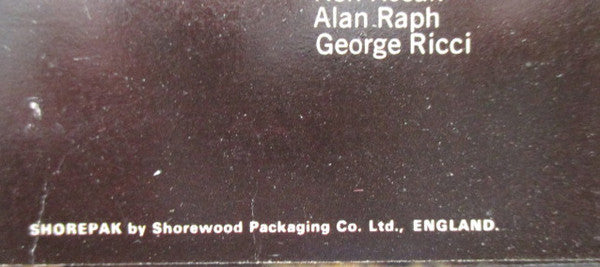 Alan Raph
George Ricci
SHOREPAK by Shorewood Packaging Co. Ltd., ENGLAND.